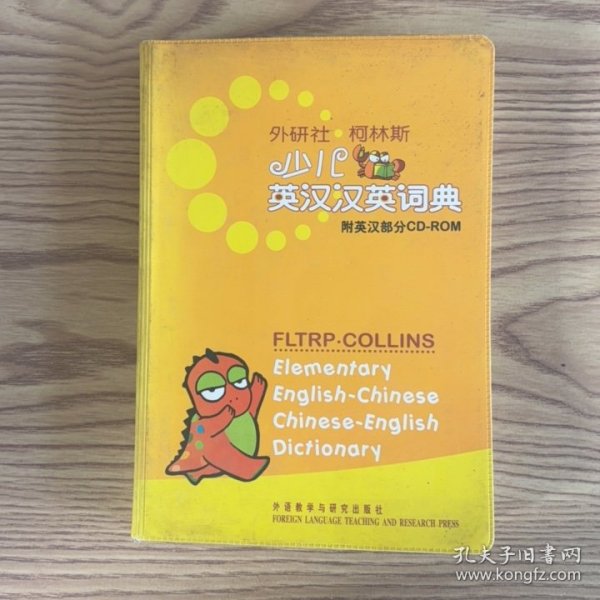 外研社·柯林斯
少儿
英汉汉英词典
附英汉部分CD-ROM
FLTRP·COLLINS
Elementary
English-Chinese
Chinese-English
Dictionary
外语教学与研究出版社
FOREIGN LANGUAGE TEACHING AND RESEARCH PRESS
孔夫子旧书网
www.kongfz.com